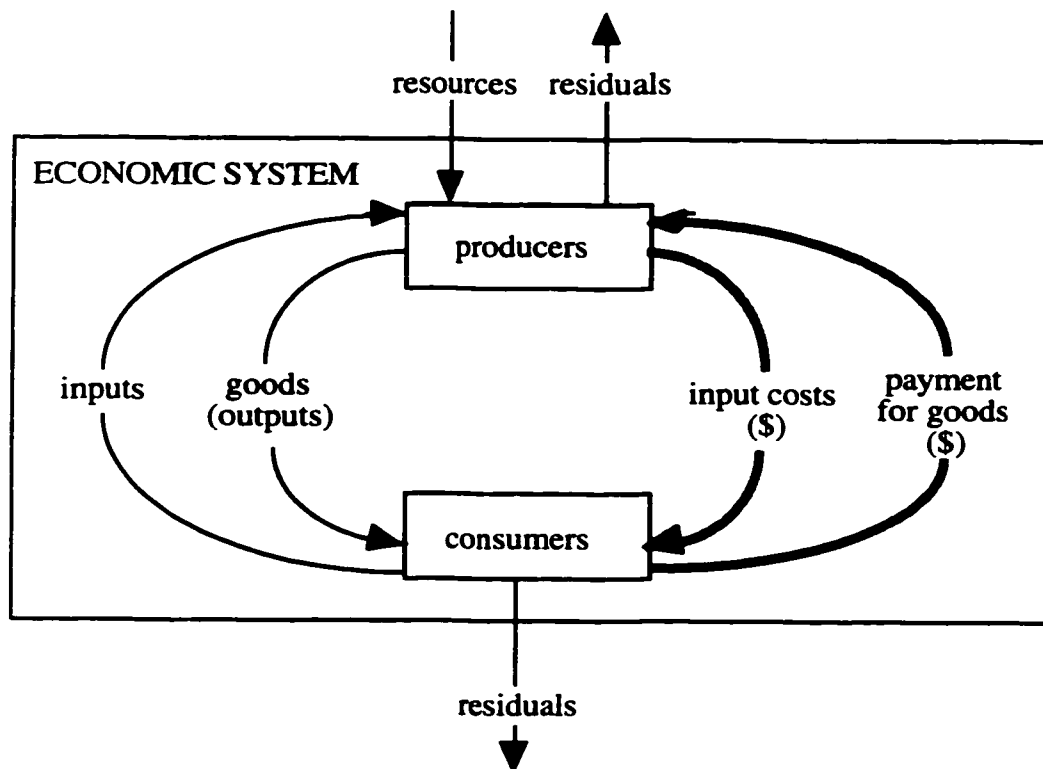 resources
residuals
ECONOMIC SYSTEM
producers
inputs
goods
(outputs)
input costs
($)
payment
for goods
($)
consumers
residuals